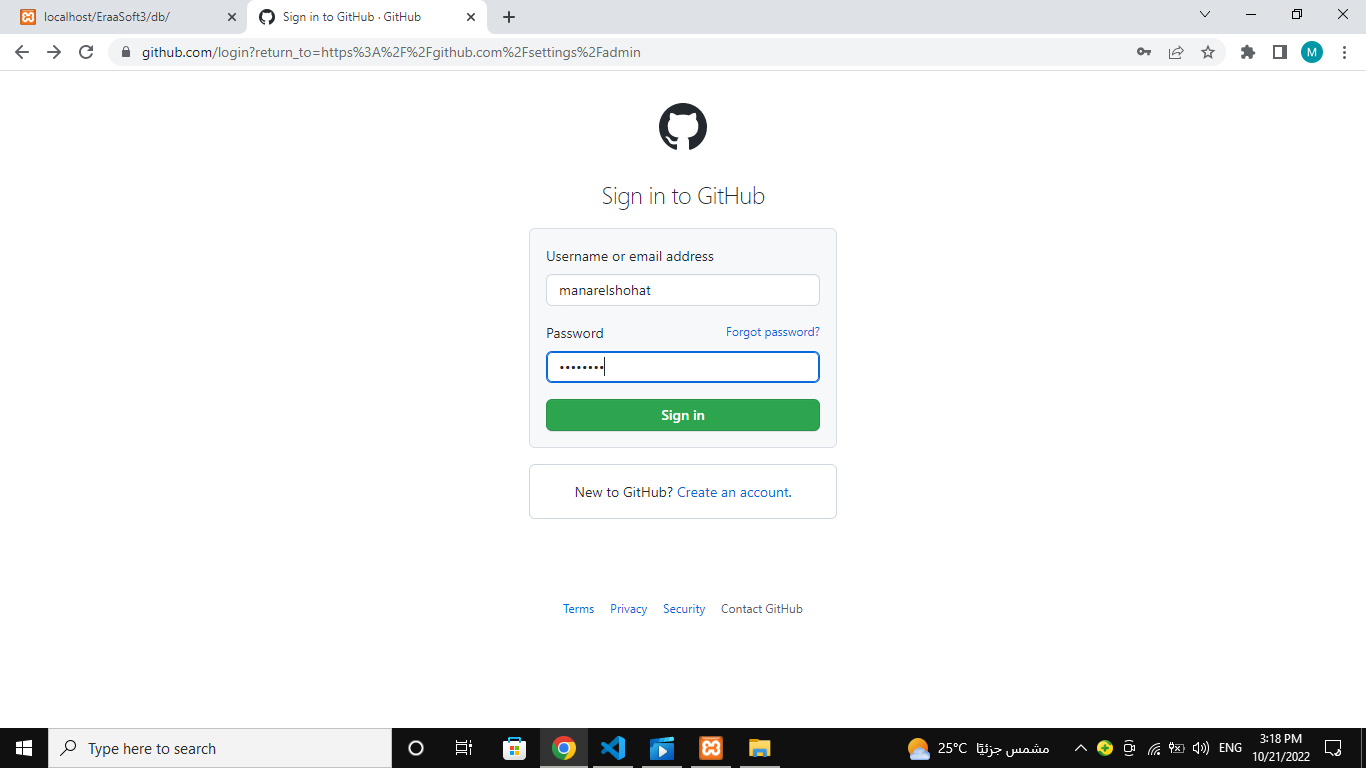 localhost/EraaSoft3/db/
Sign in to GitHub · GitHub
github.com/login?return_to=https%3A%2F%2Fgithub.com%2Fsettings%2Fadmin
M
Sign in to GitHub
Username or email address
manarelshohat
Password
Forgot password?
••••••••
Sign in
New to GitHub? Create an account.
Terms
Privacy
Security
Contact GitHub
Type here to search
25°C مشمس جزئيًا
ENG
3:18 PM
10/21/2022